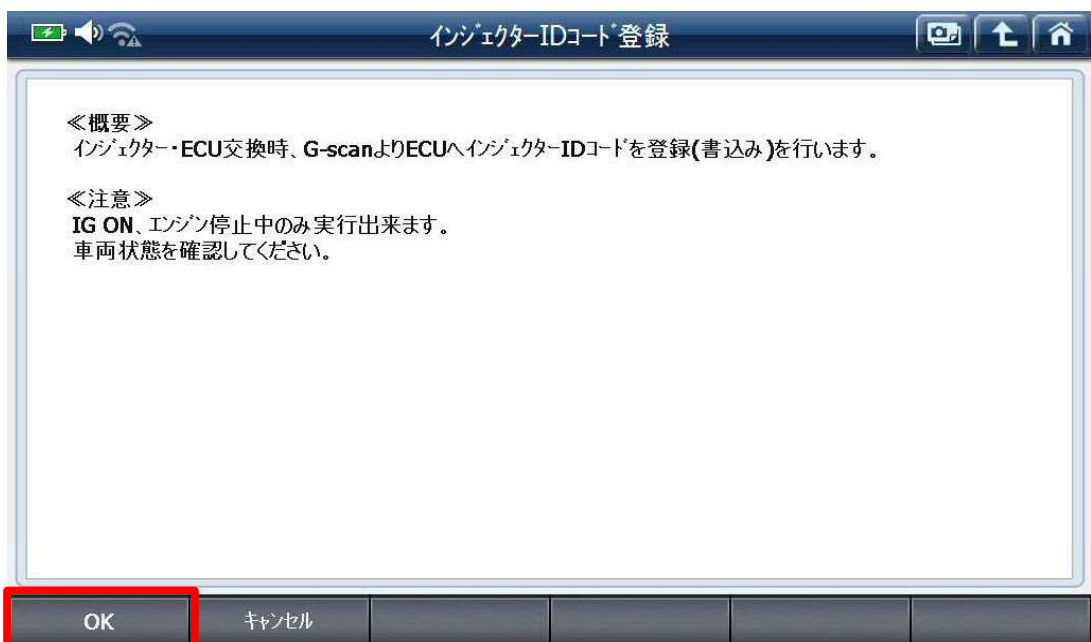 インジェクターIDコード登録
≪概要≫
インジェクター・ECU交換時、G-scanよりECUへインジェクターIDコードを登録(書込み)を行います。
≪注意≫
IG ON、エンジン停止中のみ実行出来ます。
車両状態を確認してください。
OK キャンセル